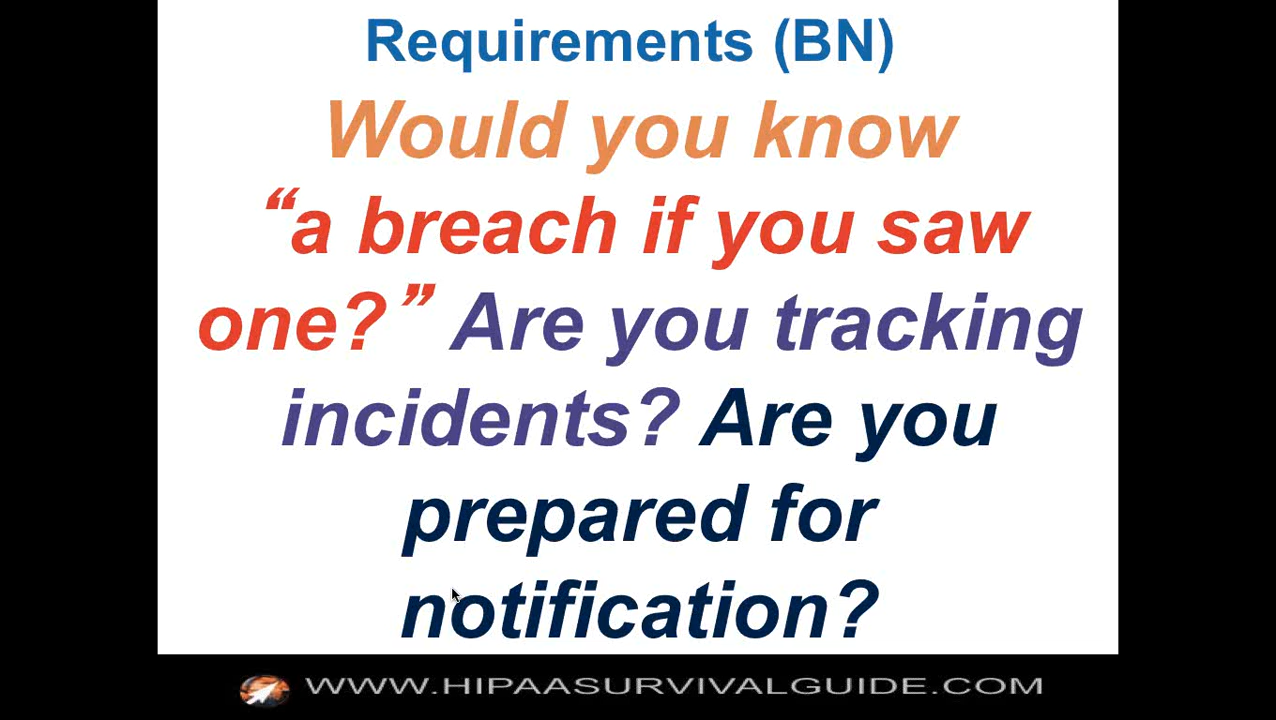 Requirements (BN)
Would you know
“a breach if you saw
one?” Are you tracking
incidents? Are you
prepared for
notification?
WWW.HIPAASURVIVALGUIDE.COM